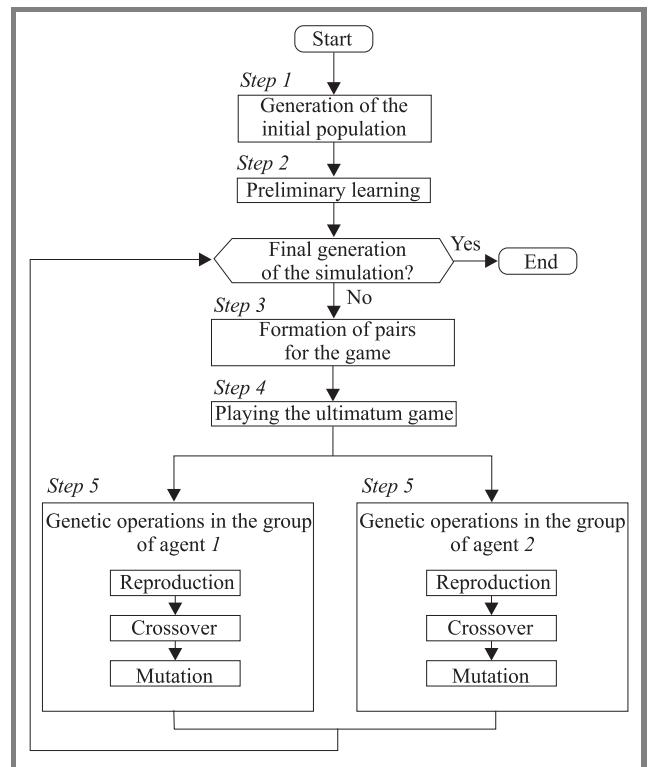 Start
Step 1
Generation of the
initial population
Step 2
Preliminary learning
Final generation
of the simulation?
Yes
End
No
Step 3
Formation of pairs
for the game
Step 4
Playing the ultimatum game
Step 5
Genetic operations in the group
of agent 1
Reproduction
Crossover
Mutation
Step 5
Genetic operations in the group
of agent 2
Reproduction
Crossover
Mutation